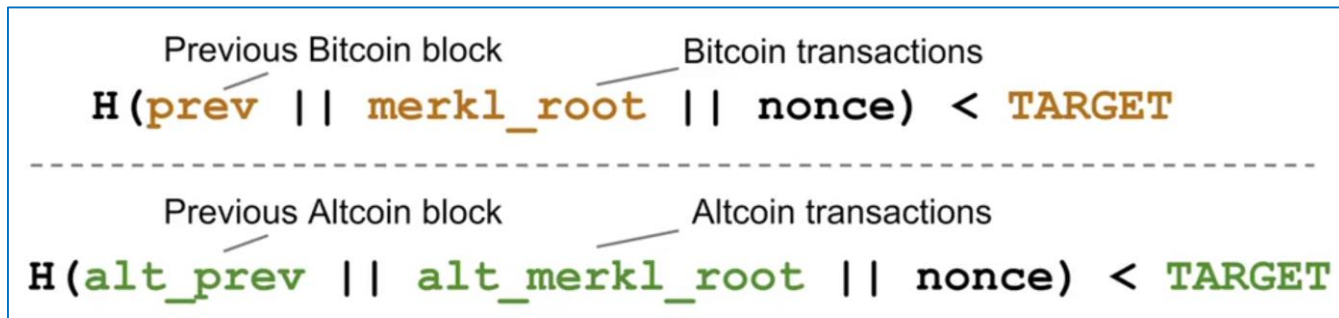 Previous Bitcoin block Bitcoin transactions
H(prev || merkl_root || nonce) < TARGET
Previous Altcoin block Altcoin transactions
H(alt_prev || alt_merkl_root || nonce) < TARGET